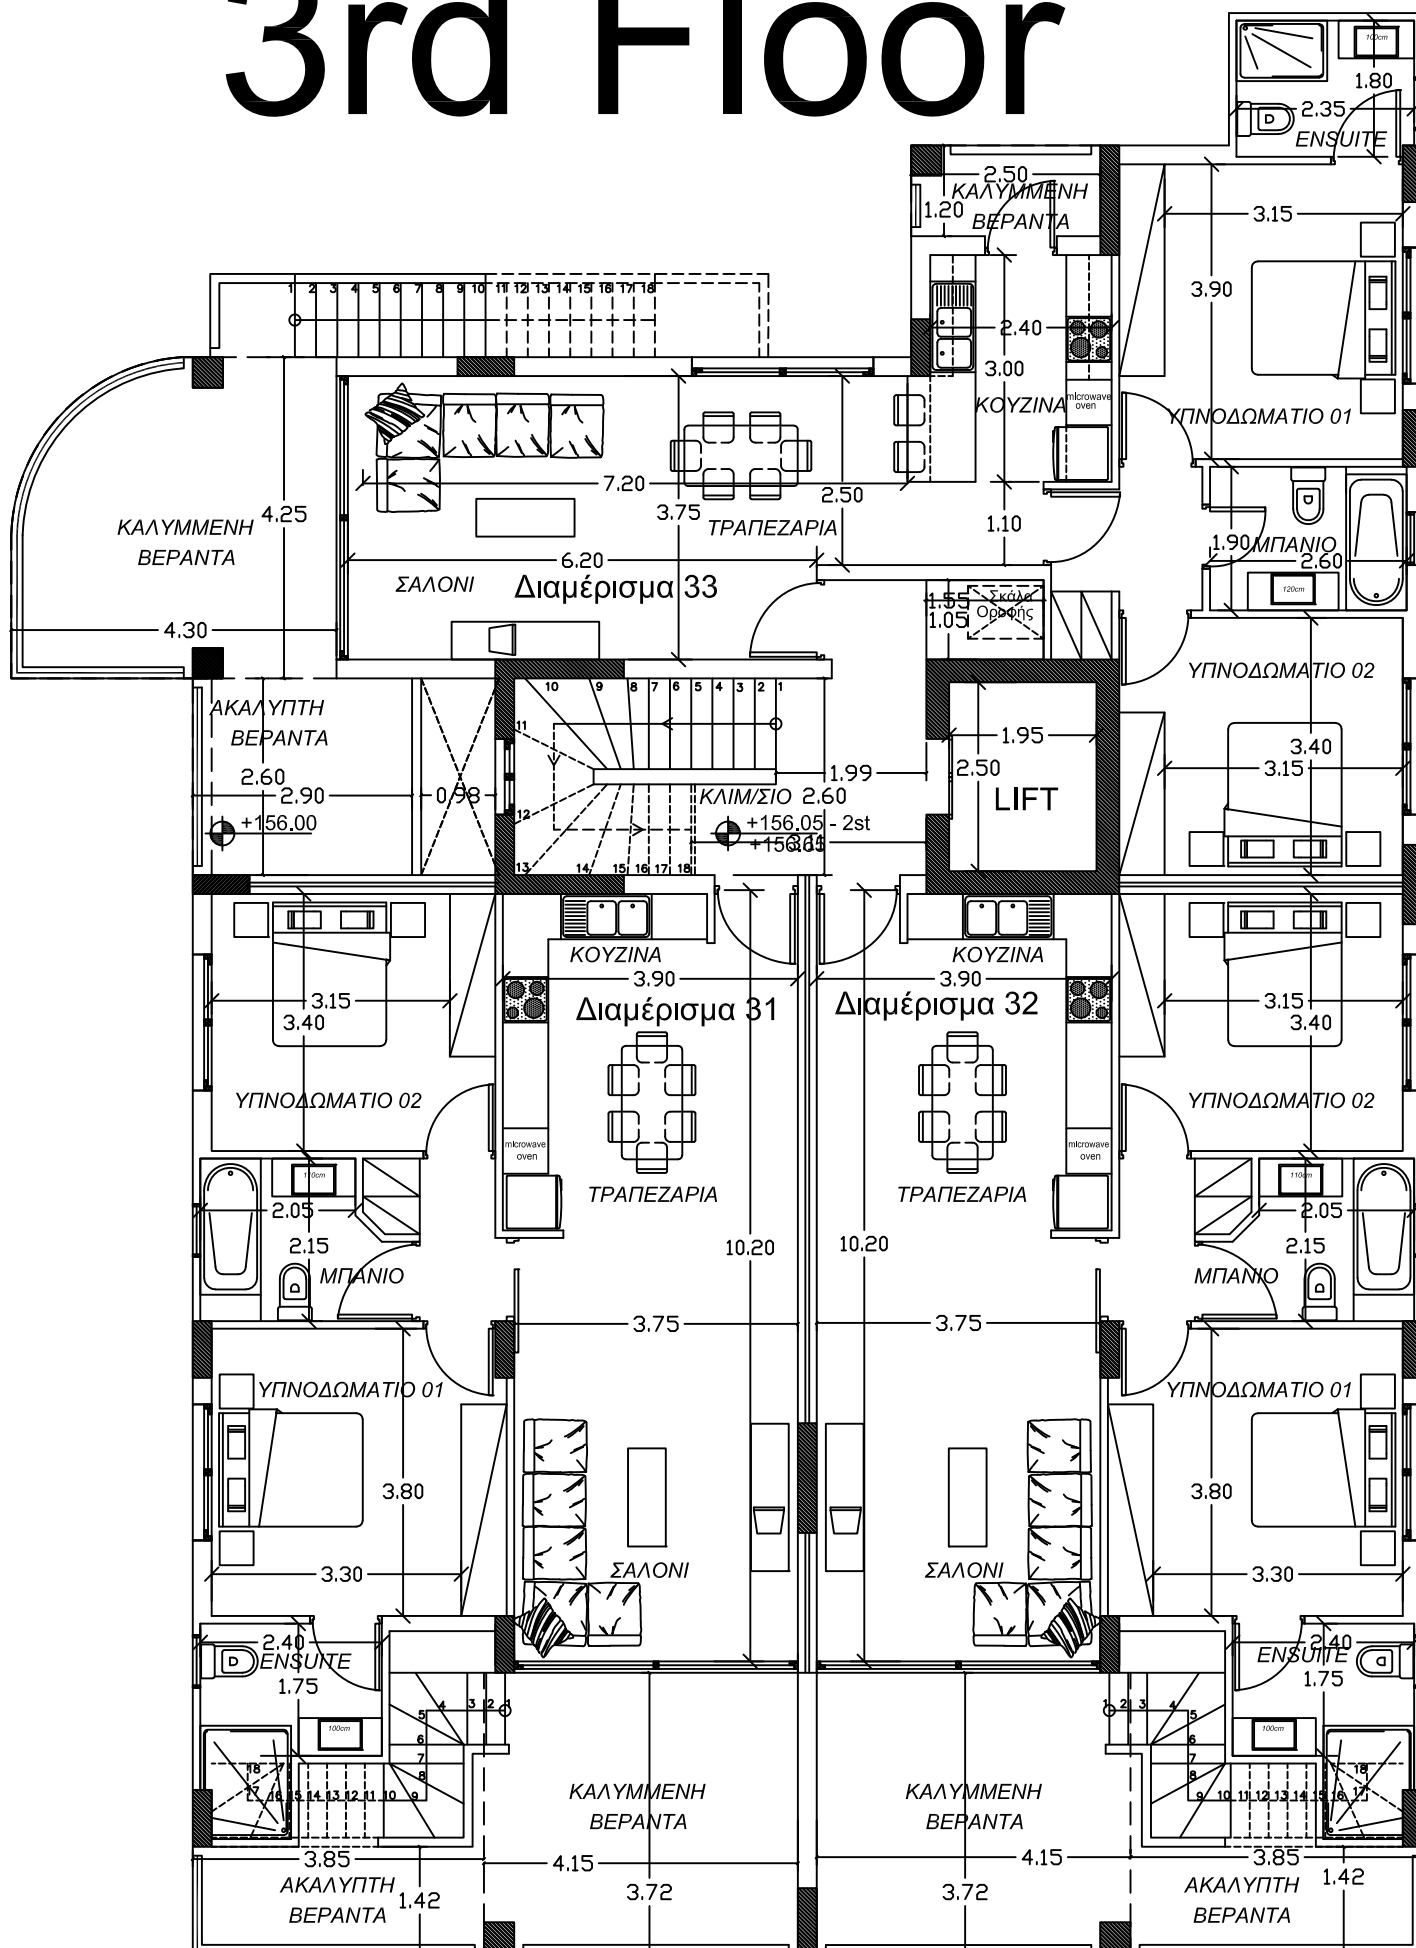 3rd Floor
100cm
1.80
2.35
ENSUITE
2.50
ΚΑΛΥΜΜΕΝΗ
ΒΕΡΑΝΤΑ
1.20
3.15
3.90
1 2 3 4 5 6 7 8 9 10 11 12 13 14 15 16 17 18
2.40
3.00
ΚΟΥΖΙΝΑ
microwave
oven
ΥΠΝΟΔΩΜΑΤΙΟ 01
7.20
2.50
3.75
ΤΡΑΠΕΖΑΡΙΑ
1.10
ΚΑΛΥΜΜΕΝΗ
ΒΕΡΑΝΤΑ
4.25
1.90
ΜΠΑΝΙΟ
2.60
120cm
6.20
ΣΑΛΟΝΙ
Διαμέρισμα 33
1.55
1.05
Σκάλα
Οροφής
4.30
ΥΠΝΟΔΩΜΑΤΙΟ 02
3.40
3.15
ΑΚΑΛΥΠΤΗ
ΒΕΡΑΝΤΑ
2.60
2.90
0.98
+156.00
10 9 8 7 6 5 4 3 2 1
11
12
13 14 15 16 17 18
1.99
ΚΛΙΜ/ΣΙΟ 2.60
+156.05 - 2st
+156.65
1.95
2.50
LIFT
ΚΟΥΖΙΝΑ
3.90
Διαμέρισμα 31
ΚΟΥΖΙΝΑ
3.90
Διαμέρισμα 32
3.15
3.40
3.15
3.40
ΥΠΝΟΔΩΜΑΤΙΟ 02
ΥΠΝΟΔΩΜΑΤΙΟ 02
microwave
oven
microwave
oven
ΤΡΑΠΕΖΑΡΙΑ
ΤΡΑΠΕΖΑΡΙΑ
110cm
2.05
2.15
ΜΠΑΝΙΟ
10.20
10.20
110cm
2.05
2.15
ΜΠΑΝΙΟ
3.75
3.75
ΥΠΝΟΔΩΜΑΤΙΟ 01
ΥΠΝΟΔΩΜΑΤΙΟ 01
3.80
3.80
3.30
ΣΑΛΟΝΙ
ΣΑΛΟΝΙ
3.30
2.40
ENSUITE
1.75
100cm
2.40
ENSUITE
1.75
100cm
1 2 3 4 5 6 7 8 9 10 11 12 13 14 15 16 17 18
1 2 3 4 5 6 7 8 9 10 11 12 13 14 15 16 17 18
ΚΑΛΥΜΜΕΝΗ
ΒΕΡΑΝΤΑ
ΚΑΛΥΜΜΕΝΗ
ΒΕΡΑΝΤΑ
3.85
4.15
4.15
3.85
ΑΚΑΛΥΠΤΗ
ΒΕΡΑΝΤΑ
1.42
3.72
3.72
ΑΚΑΛΥΠΤΗ
ΒΕΡΑΝΤΑ
1.42